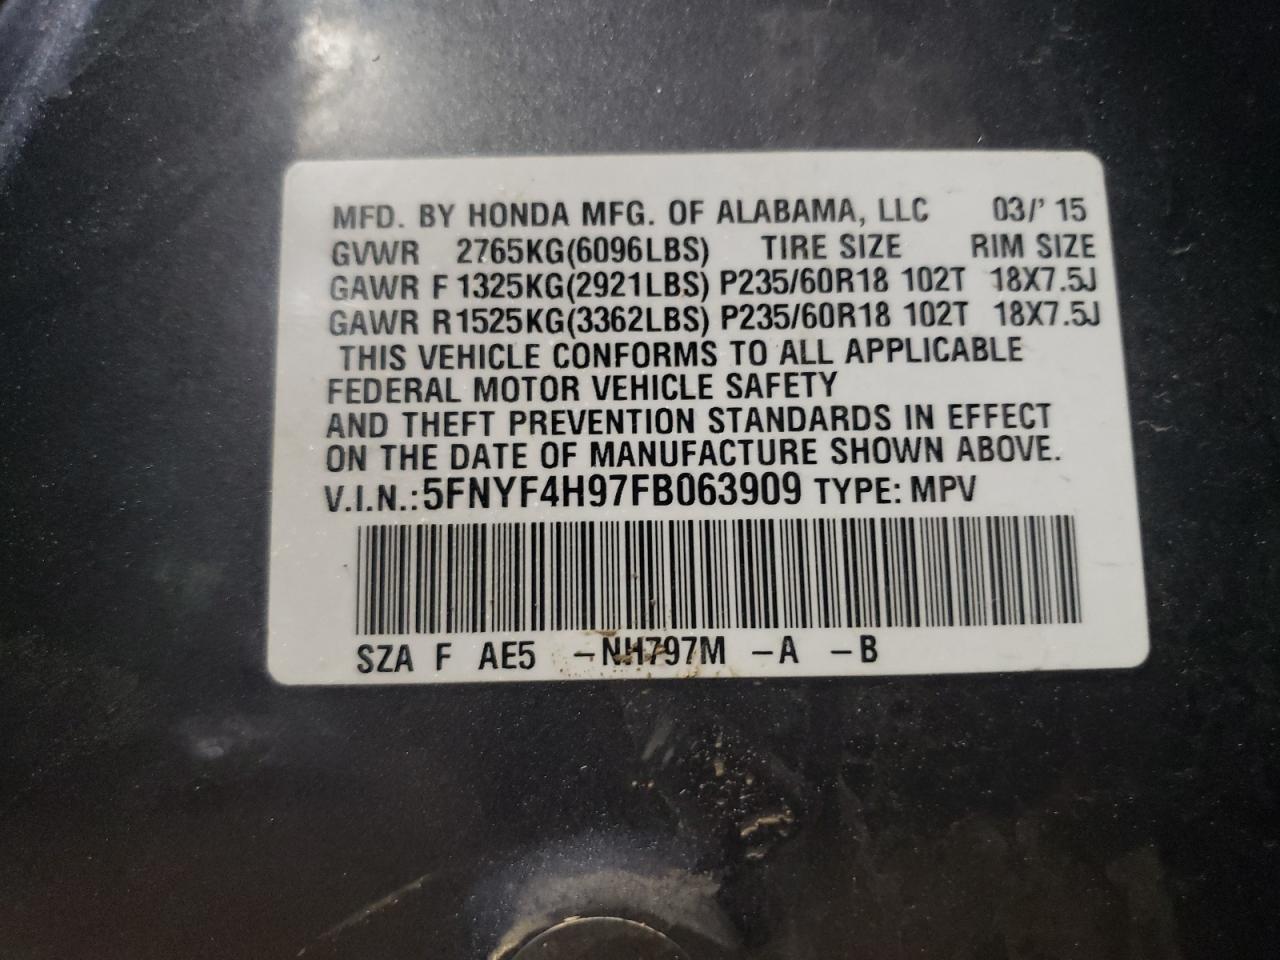 MFD. BY HONDA MFG. OF ALABAMA, LLC 03/' 15
GVWR 2765KG(6096LBS) TIRE SIZE RIM SIZE
GAWR F 1325KG(2921LBS) P235/60R18 102T 18X7.5J
GAWR R1525KG(3362LBS) P235/60R18 102T 18X7.5J
THIS VEHICLE CONFORMS TO ALL APPLICABLE
FEDERAL MOTOR VEHICLE SAFETY
AND THEFT PREVENTION STANDARDS IN EFFECT
ON THE DATE OF MANUFACTURE SHOWN ABOVE.
V.I.N.:5FNYF4H97FB063909 TYPE: MPV
SZA F AE5 -NH797M -A -B